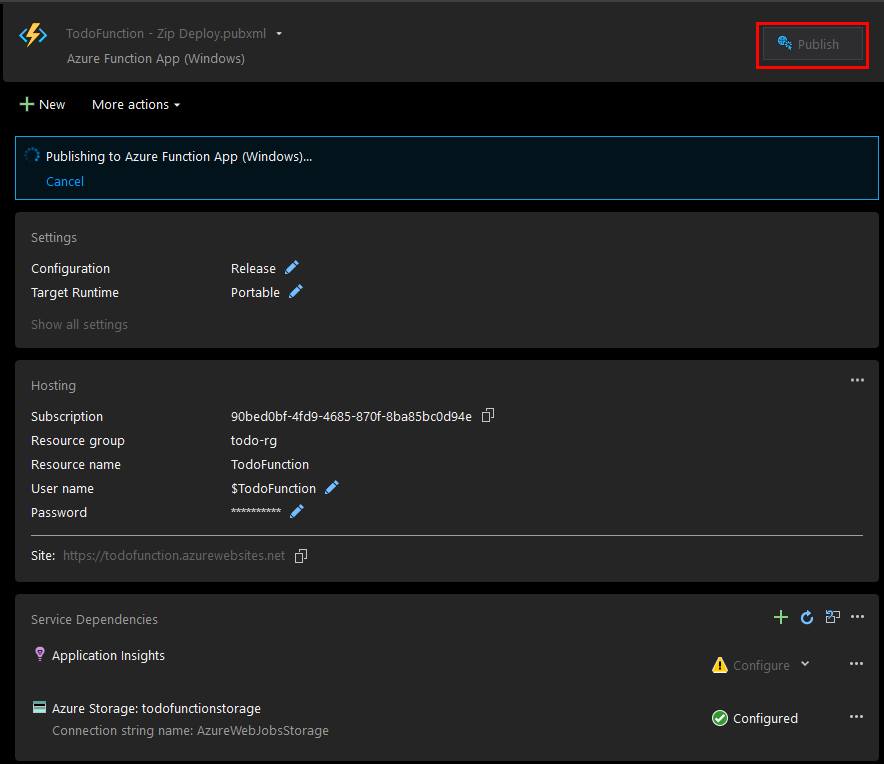 TodoFunction - Zip Deploy.pubxml
Azure Function App (Windows)
Publish
New More actions
Publishing to Azure Function App (Windows)...
Cancel
Settings
Configuration Release
Target Runtime Portable
Show all settings
Hosting
Subscription 90bed0bf-4fd9-4685-870f-8ba85bc0d94e
Resource group todo-rg
Resource name TodoFunction
User name $TodoFunction
Password **********
Site: https://todofunction.azurewebsites.net
Service Dependencies
Application Insights Configure
Azure Storage: todofunctionstorage Configured
Connection string name: AzureWebJobsStorage